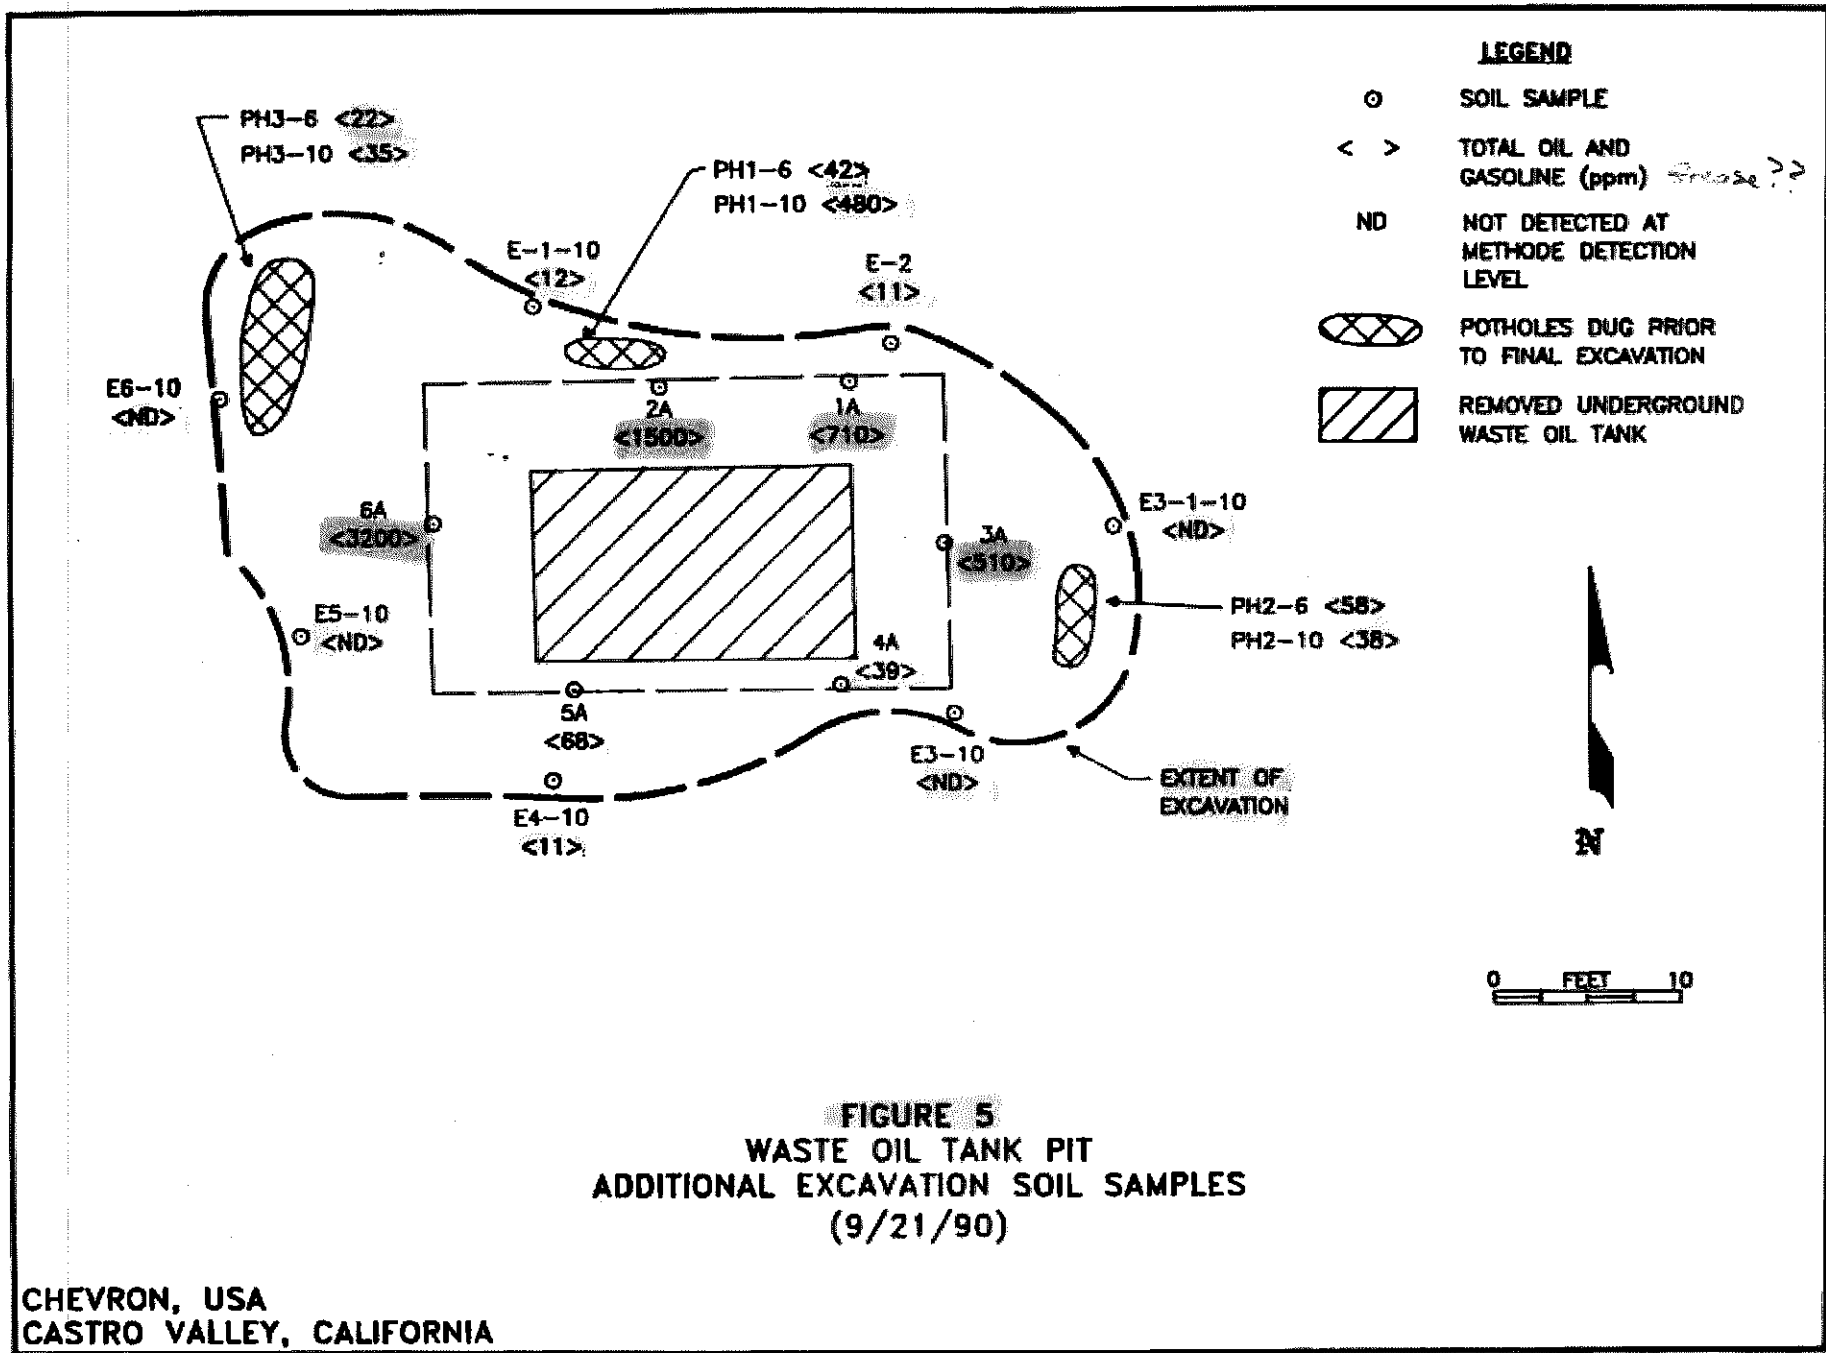 LEGEND
SOIL SAMPLE
< > TOTAL OIL AND
GASOLINE (ppm) Grease??
ND NOT DETECTED AT
METHODE DETECTION
LEVEL
POTHOLES DUG PRIOR
TO FINAL EXCAVATION
REMOVED UNDERGROUND
WASTE OIL TANK
PH3-6 <22>
PH3-10 <35>
PH1-6 <42>
PH1-10 <480>
E-1-10
<12>
E-2
<11>
E6-10
<ND>
2A
<1500>
1A
<710>
6A
<3200>
3A
<510>
E3-1-10
<ND>
PH2-6 <58>
PH2-10 <38>
E5-10
<ND>
4A
<39>
5A
<68>
E3-10
<ND>
E4-10
<11>
EXTENT OF
EXCAVATION
N
0 FEET 10
FIGURE 5
WASTE OIL TANK PIT
ADDITIONAL EXCAVATION SOIL SAMPLES
(9/21/90)
CHEVRON, USA
CASTRO VALLEY, CALIFORNIA